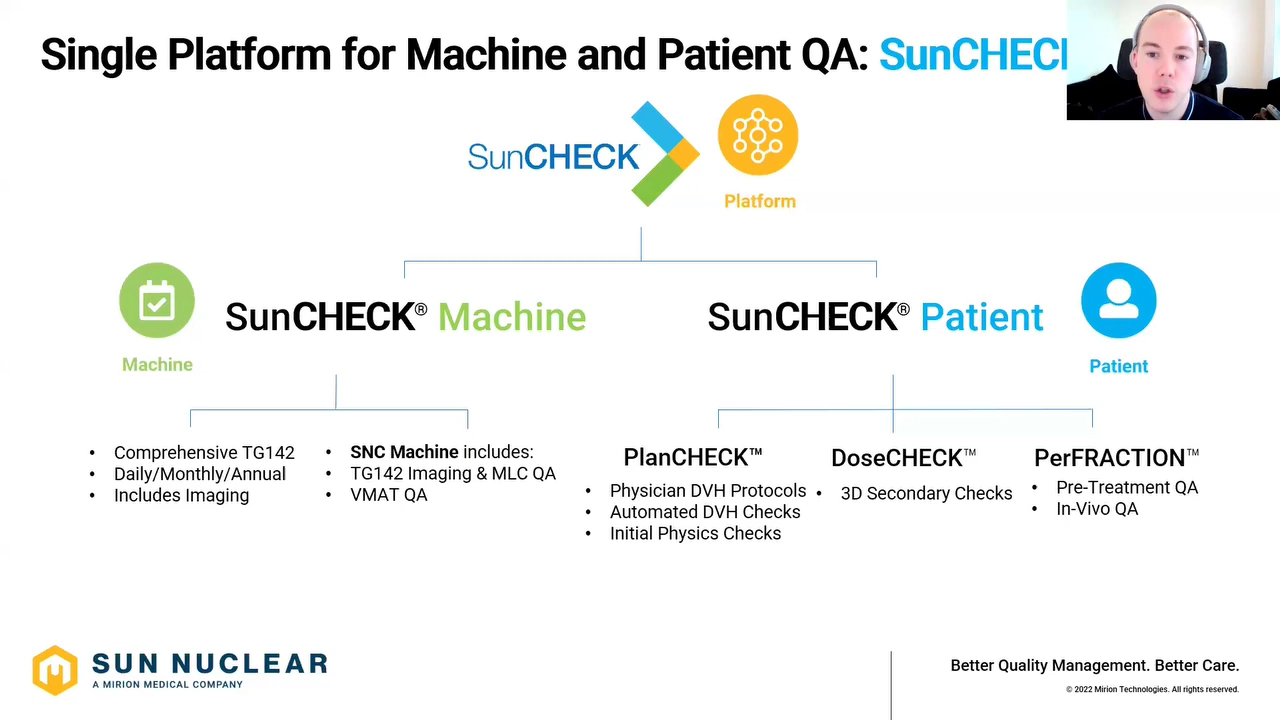 Single Platform for Machine and Patient QA: SunCHEC
SunCHECK
Platform
SunCHECK® Machine
SunCHECK® Patient
Machine
Patient
• Comprehensive TG142
• Daily/Monthly/Annual
• Includes Imaging
• SNC Machine includes:
• TG142 Imaging & MLC QA
• VMAT QA
PlanCHECK™
• Physician DVH Protocols
• Automated DVH Checks
• Initial Physics Checks
DoseCHECK™
• 3D Secondary Checks
PerFRACTION™
• Pre-Treatment QA
• In-Vivo QA
SUN NUCLEAR
A MIRION MEDICAL COMPANY
Better Quality Management. Better Care.
© 2022 Mirion Technologies. All rights reserved.